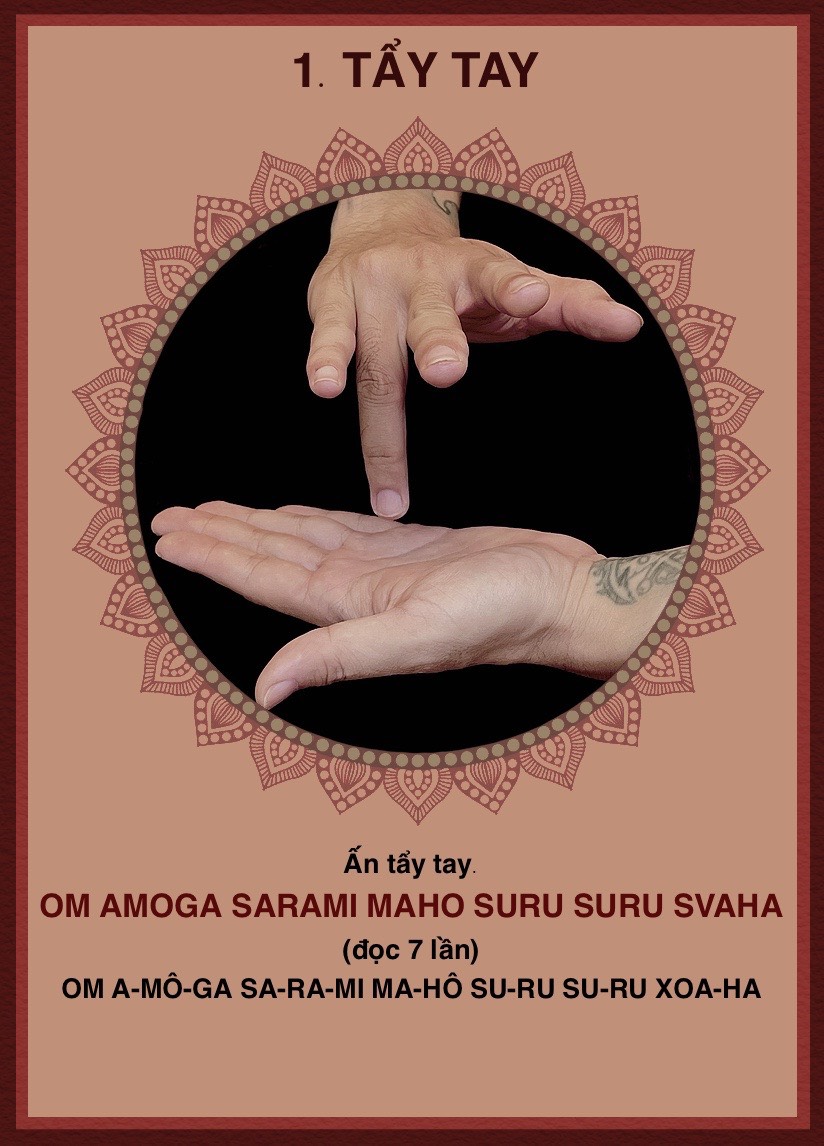 1. TẨY TAY
Ấn tẩy tay.
OM AMOGA SARAMI MAHO SURU SURU SVAHA
(đọc 7 lần)
OM A-MÔ-GA SA-RA-MI MA-HÔ SU-RU SU-RU XOA-HA